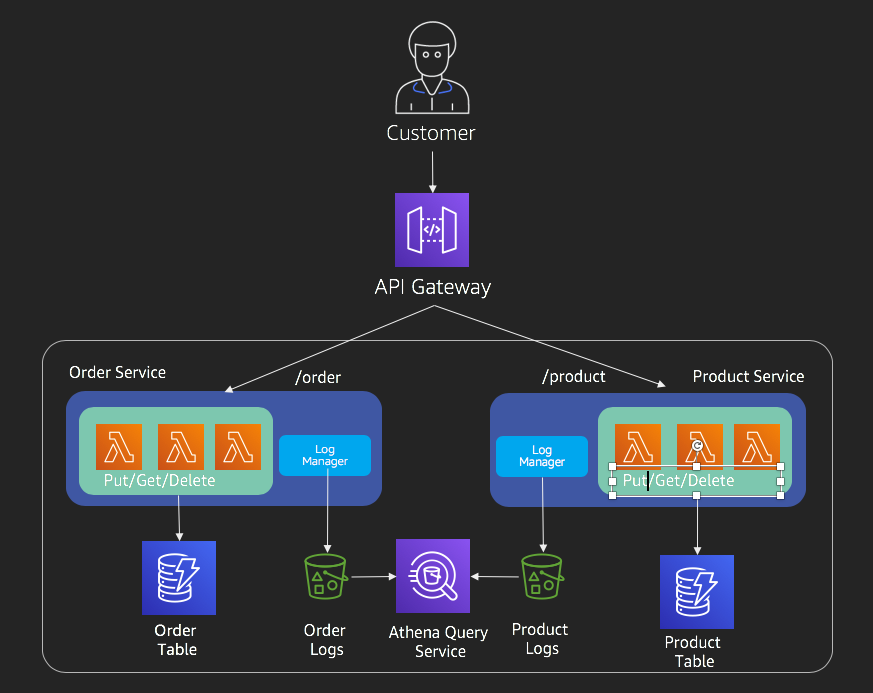 Customer
API Gateway
Order Service
/order
/product
Product Service
Log
Manager
Put/Get/Delete
Log
Manager
Put/Get/Delete
Order
Table
Order
Logs
Athena Query
Service
Product
Logs
Product
Table